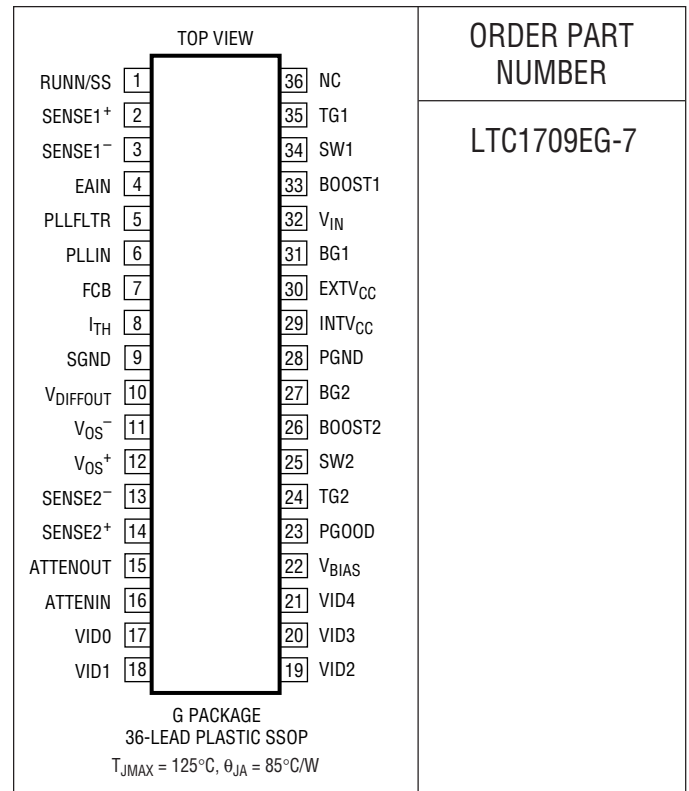 TOP VIEW
RUNN/SS 1 36 NC
SENSE1+ 2 35 TG1
SENSE1– 3 34 SW1
EAIN 4 33 BOOST1
PLLFLTR 5 32 VIN
PLLIN 6 31 BG1
FCB 7 30 EXTVCC
ITH 8 29 INTVCC
SGND 9 28 PGND
VDIFFOUT 10 27 BG2
VOS– 11 26 BOOST2
VOS+ 12 25 SW2
SENSE2– 13 24 TG2
SENSE2+ 14 23 PGOOD
ATTENOUT 15 22 VBIAS
ATTENIN 16 21 VID4
VID0 17 20 VID3
VID1 18 19 VID2
G PACKAGE
36-LEAD PLASTIC SSOP
TJMAX = 125°C, θJA = 85°C/W
ORDER PART
NUMBER
LTC1709EG-7